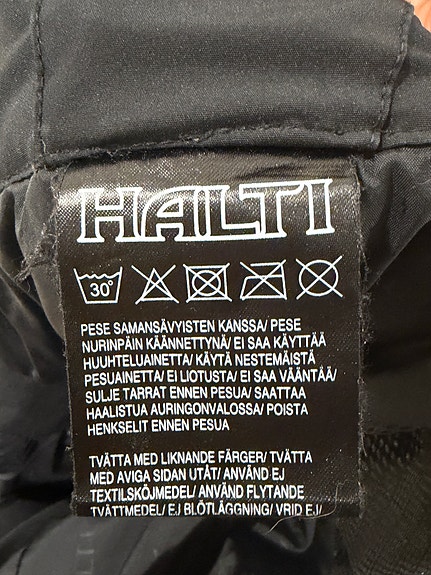 HALTI
30°
PESE SAMANSÄVYISTEN KANSSA/ PESE
NURINPÄIN KÄÄNNETTYNÄ/ EI SAA KÄYTTÄÄ
HUUHTELUAINETTA/ KÄYTÄ NESTEMÄISTÄ
PESUAINETTA/ EI LIOTUSTA/ EI SAA VÄÄNTÄÄ/
SULJE TARRAT ENNEN PESUA/ SAATTAA
HAALISTUA AURINGONVALOSSA/ POISTA
HENKSELIT ENNEN PESUA
TVÄTTA MED LIKNANDE FÄRGER/ TVÄTTA
MED AVIGA SIDAN UTÅT/ ANVÄND EJ
TEXTILSKÖJMEDEL/ ANVÄND FLYTANDE
TVÄTTMEDEL/ EJ BLÖTLÄGGNING/ VRID EJ/